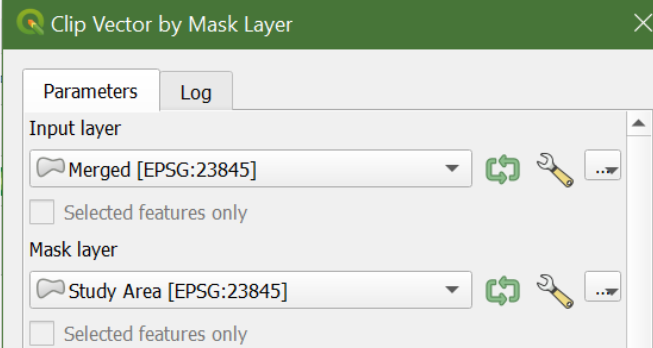 Clip Vector by Mask Layer
Parameters Log
Input layer
Merged [EPSG:23845]
...
Selected features only
Mask layer
Study Area [EPSG:23845]
...
Selected features only